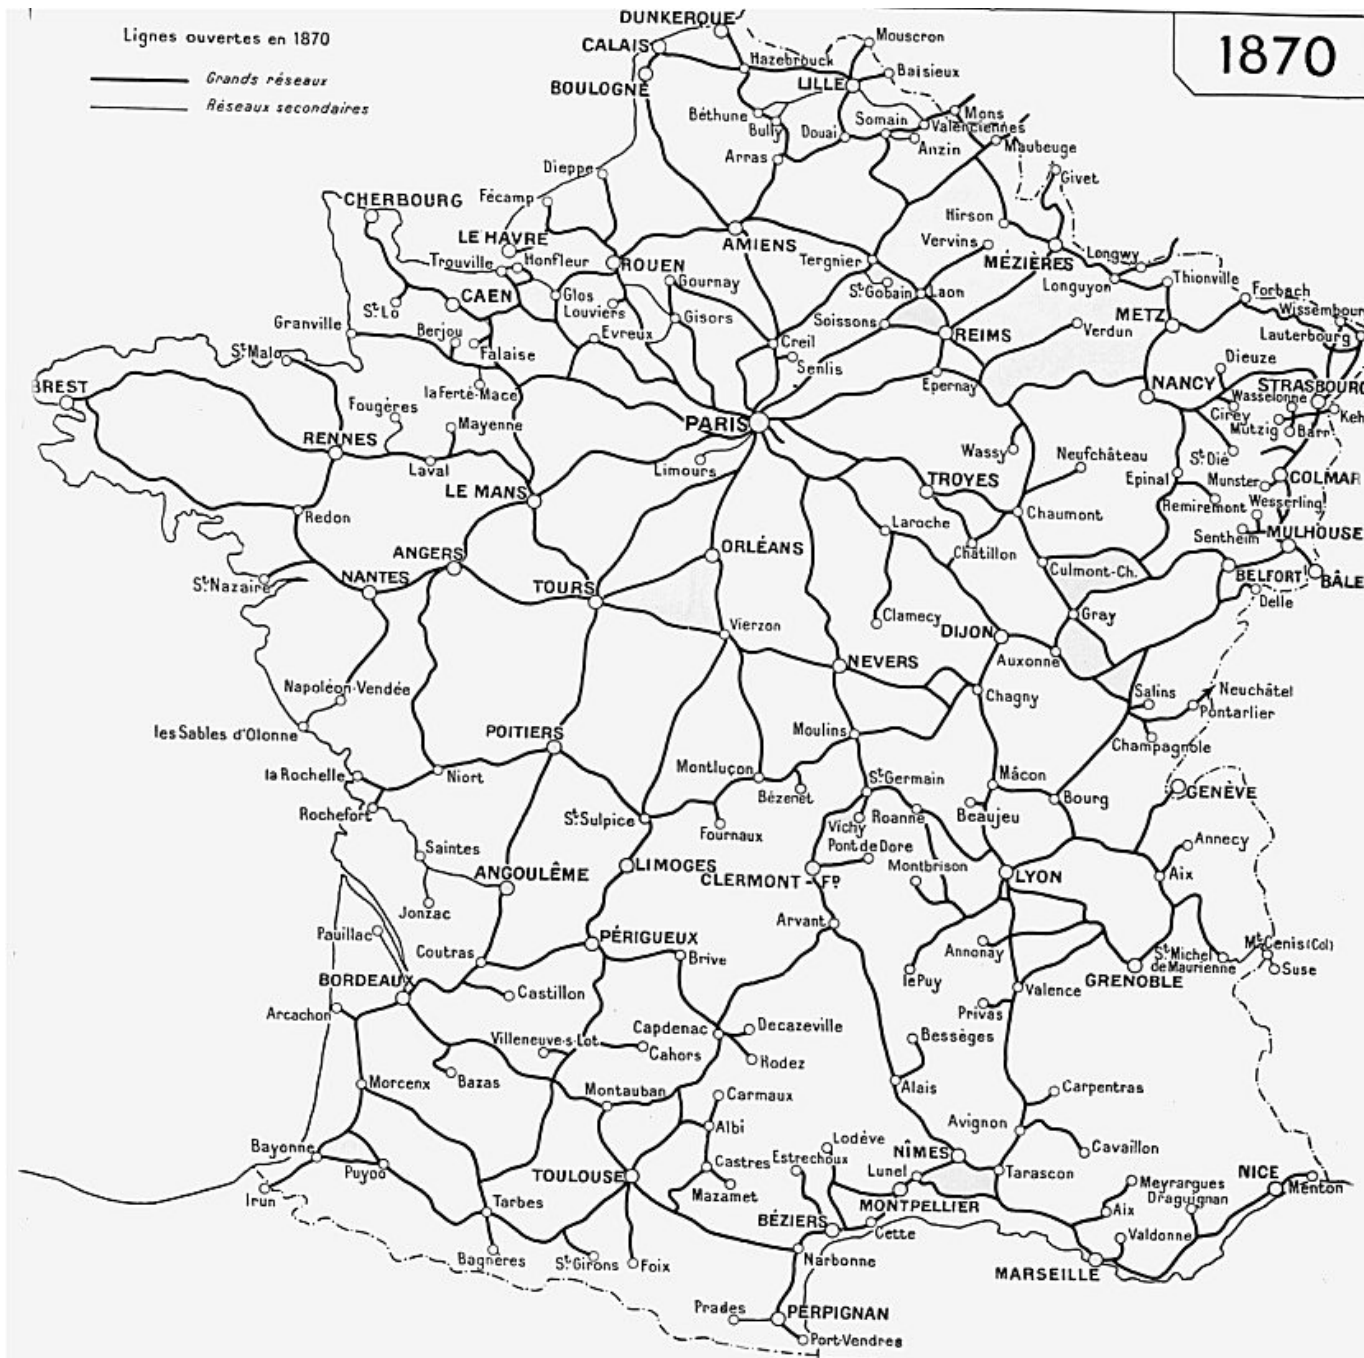 Lignes ouvertes en 1870
Grands réseaux
Réseaux secondaires
1870
DUNKERQUE
CALAIS
BOULOGNE
Hazebrouck
Mouscron
LILLE
Baisieux
Béthune
Bully
Douai
Somain
Mons
Valenciennes
Anzin
Maubeuge
Arras
Givet
Dieppe
Fécamp
CHERBOURG
LE HAVRE
AMIENS
Hirson
Vervins
Tergnier
MÉZIÈRES
Longwy
Trouville
Honfleur
ROUEN
Gournay
St Gobain
Laon
Longuyon
Thionville
Forbach
Wissembour
St Lô
CAEN
Glos
Louviers
Gisors
Soissons
REIMS
Verdun
METZ
Lauterbourg
Granville
Berjou
Falaise
Evreux
Creil
Senlis
Epernay
Dieuze
St Malo
la Ferté-Macé
NANCY
STRASBOURG
BREST
Fougères
Mayenne
PARIS
Wasselonne
Cirey
Keh
Mutzig
Barr
RENNES
Laval
Limours
Wassy
Neufchâteau
St Dié
LE MANS
TROYES
Epinal
Munster
COLMAR
Remiremont
Wesserling
Redon
Laroche
Chaumont
Sentheim
MULHOUSE
ANGERS
ORLÉANS
Châtillon
Culmont-Ch.
BELFORT
BÂLE
St Nazaire
NANTES
TOURS
Delle
Vierzon
Clamecy
DIJON
Gray
Auxonne
NEVERS
Napoléon-Vendée
Chagny
Salins
Neuchâtel
Pontarlier
les Sables d'Olonne
POITIERS
Moulins
Champagnole
la Rochelle
Niort
Montluçon
Bézenet
St Germain
Mâcon
Bourg
GENÈVE
Rochefort
St Sulpice
Fournaux
Vichy
Roanne
Beaujeu
Saintes
Pont de Dore
Annecy
ANGOULÊME
LIMOGES
CLERMONT-Fd
Montbrison
LYON
Aix
Jonzac
Arvant
Pauillac
Coutras
PÉRIGUEUX
Brive
Annonay
St Michel
de Maurienne
Mt Cenis (Col)
Suse
BORDEAUX
Castillon
le Puy
GRENOBLE
Arcachon
Valence
Privas
Villeneuve-s-Lot
Cahors
Capdenac
Decazeville
Rodez
Bessèges
Morcenx
Bazas
Montauban
Alais
Carpentras
Carmaux
Albi
Avignon
Cavaillon
Bayonne
Puyoo
TOULOUSE
Castres
Mazamet
Lodève
Estrechoux
NÎMES
Lunel
Tarascon
Irun
Tarbes
Meyrargues
Draguignan
NICE
Menton
MONTPELLIER
BÉZIERS
Cette
Aix
Valdonne
Bagnères
St Girons
Foix
Narbonne
MARSEILLE
Prades
PERPIGNAN
Port-Vendres